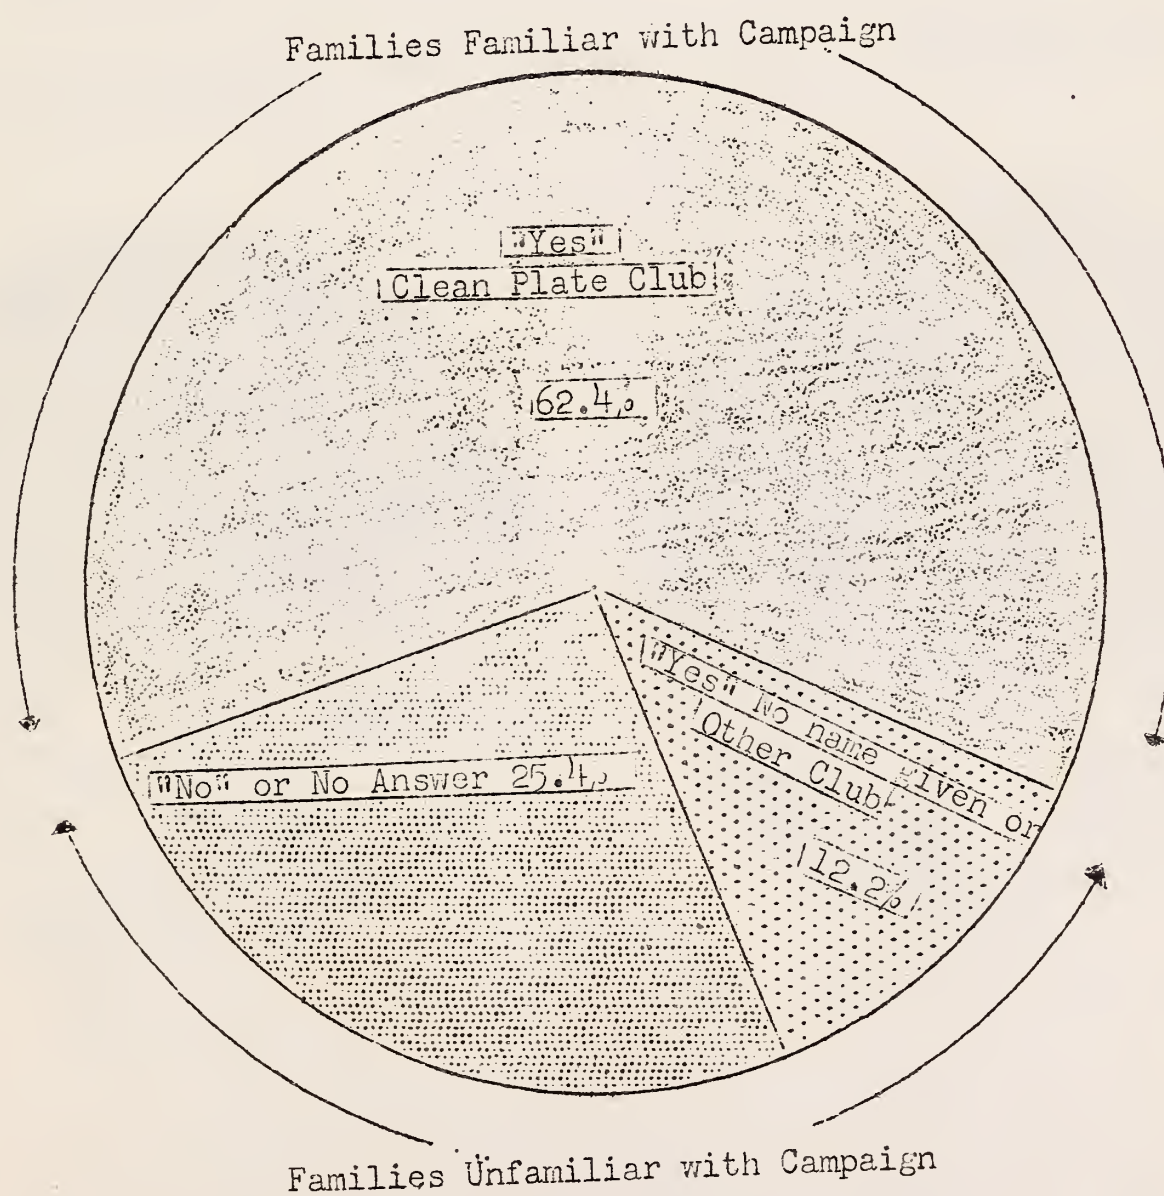 Families Familiar with Campaign
"Yes"
Clean Plate Club
62.4%
"Yes" No name given or
Other Club
"No" or No Answer 25.4%
12.2%
Families Unfamiliar with Campaign